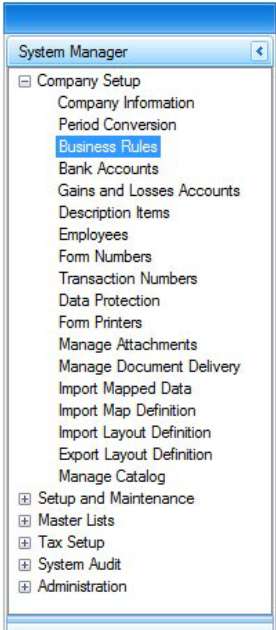 System Manager
Company Setup
Company Information
Period Conversion
Business Rules
Bank Accounts
Gains and Losses Accounts
Description Items
Employees
Form Numbers
Transaction Numbers
Data Protection
Form Printers
Manage Attachments
Manage Document Delivery
Import Mapped Data
Import Map Definition
Import Layout Definition
Export Layout Definition
Manage Catalog
Setup and Maintenance
Master Lists
Tax Setup
System Audit
Administration